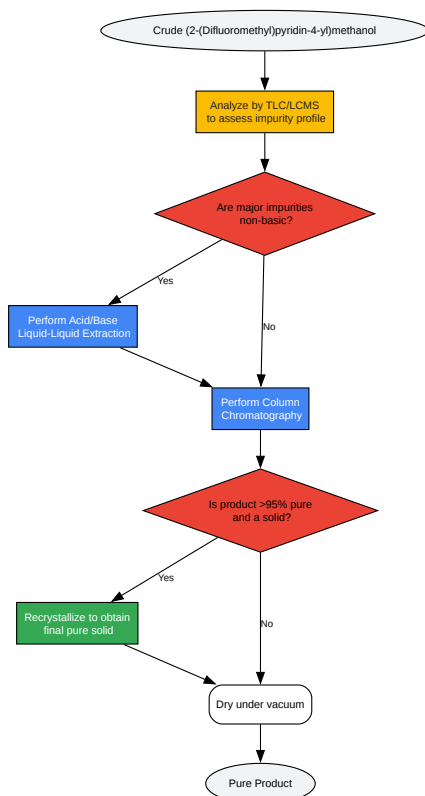 Crude (2-(Difluoromethyl)pyridin-4-yl)methanol
Analyze by TLC/LCMS
to assess impurity profile
Are major impurities
non-basic?
Yes
Perform Acid/Base
Liquid-Liquid Extraction
No
Perform Column
Chromatography
Is product >95% pure
and a solid?
Yes
Recrystallize to obtain
final pure solid
No
Dry under vacuum
Pure Product